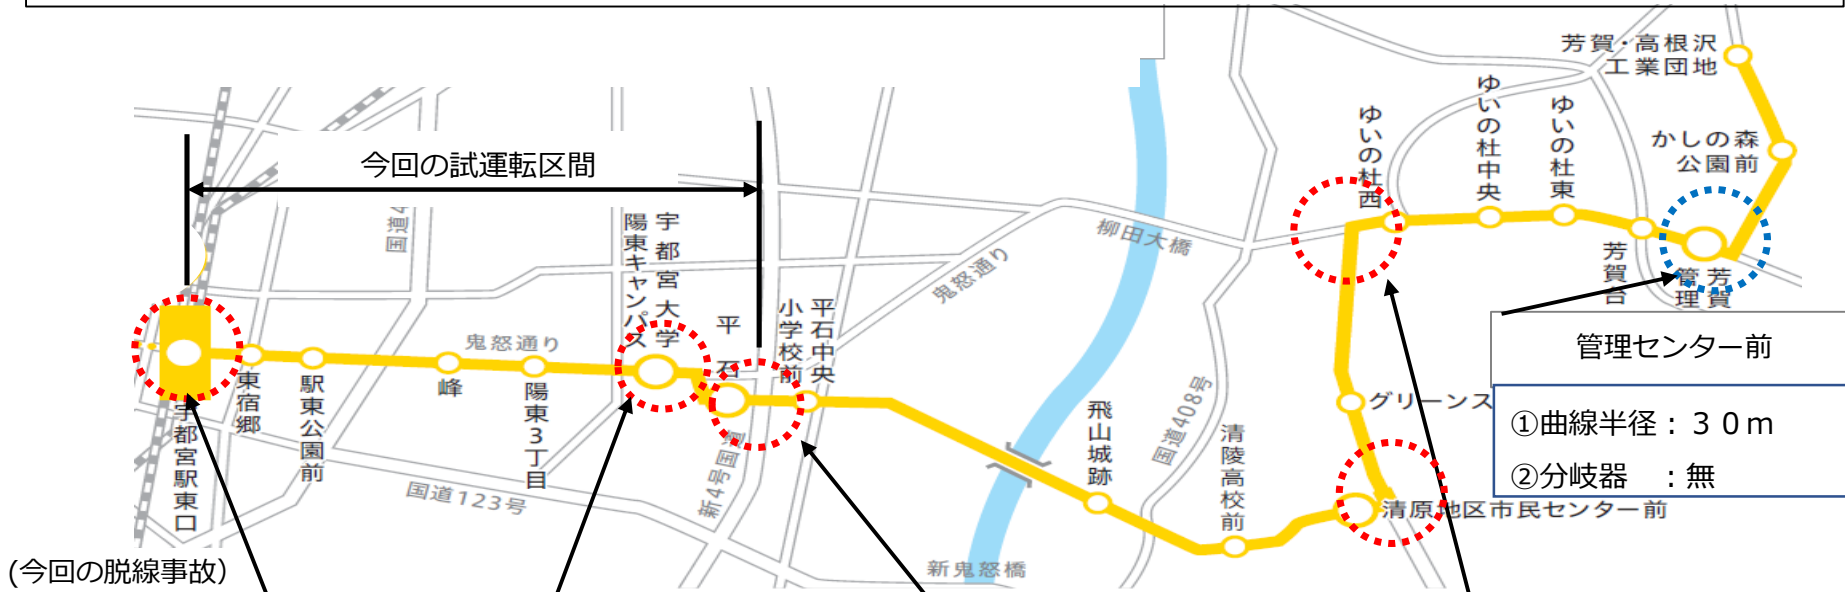 今回の試運転区間
芳賀・高根沢
工業団地
かしの森
公園前
ゆいの杜西
ゆいの杜中央
ゆいの杜東
芳賀台
芳賀
管理
管理センター前
①曲線半径：３０ｍ
②分岐器　：無
柳田大橋
鬼怒通り
国道4
宇都宮大学
陽東キャンパス
平石
平石中央
小学校前
鬼怒通り
宇都宮駅東口
東宿郷
駅東公園前
峰
陽東３丁目
国道123号
新4号国道
飛山城跡
国道408号
清陵高校前
グリーンス
清原地区市民センター前
新鬼怒橋
(今回の脱線事故）